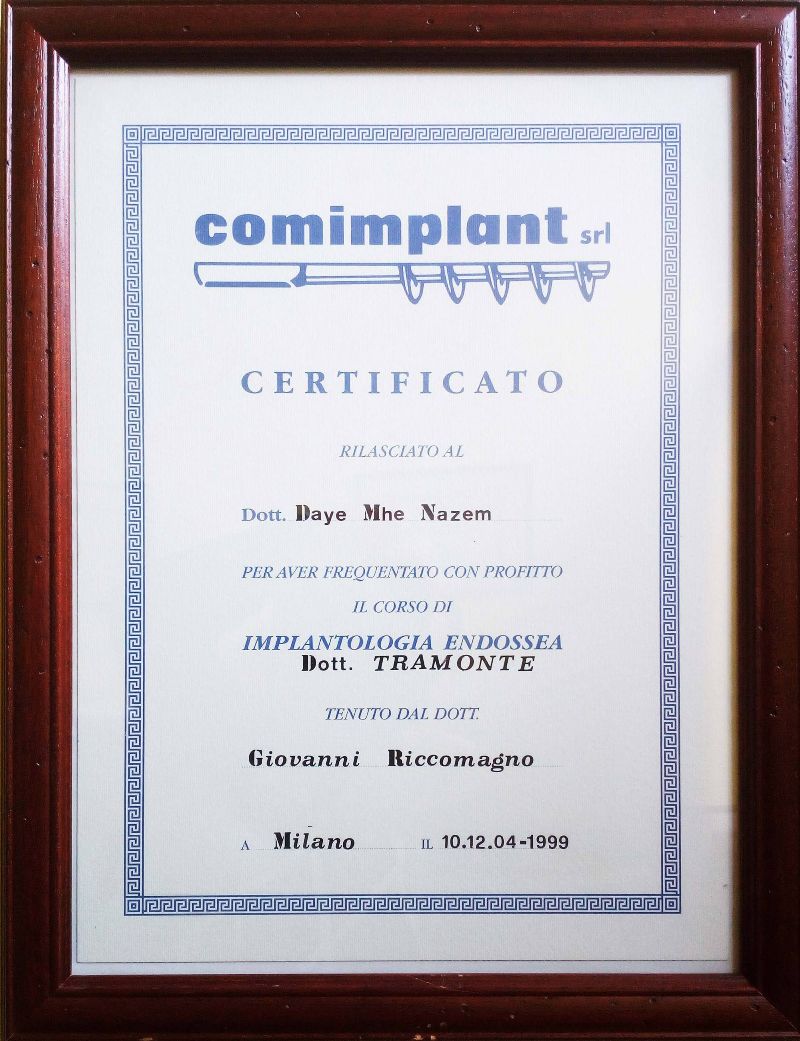 comimplant srl
CERTIFICATO
RILASCIATO AL
Dott. Daye Mhe Nazem
PER AVER FREQUENTATO CON PROFITTO
IL CORSO DI
IMPLANTOLOGIA ENDOSSEA
Dott. TRAMONTE
TENUTO DAL DOTT.
Giovanni Riccomagno
A Milano IL 10.12.04-1999